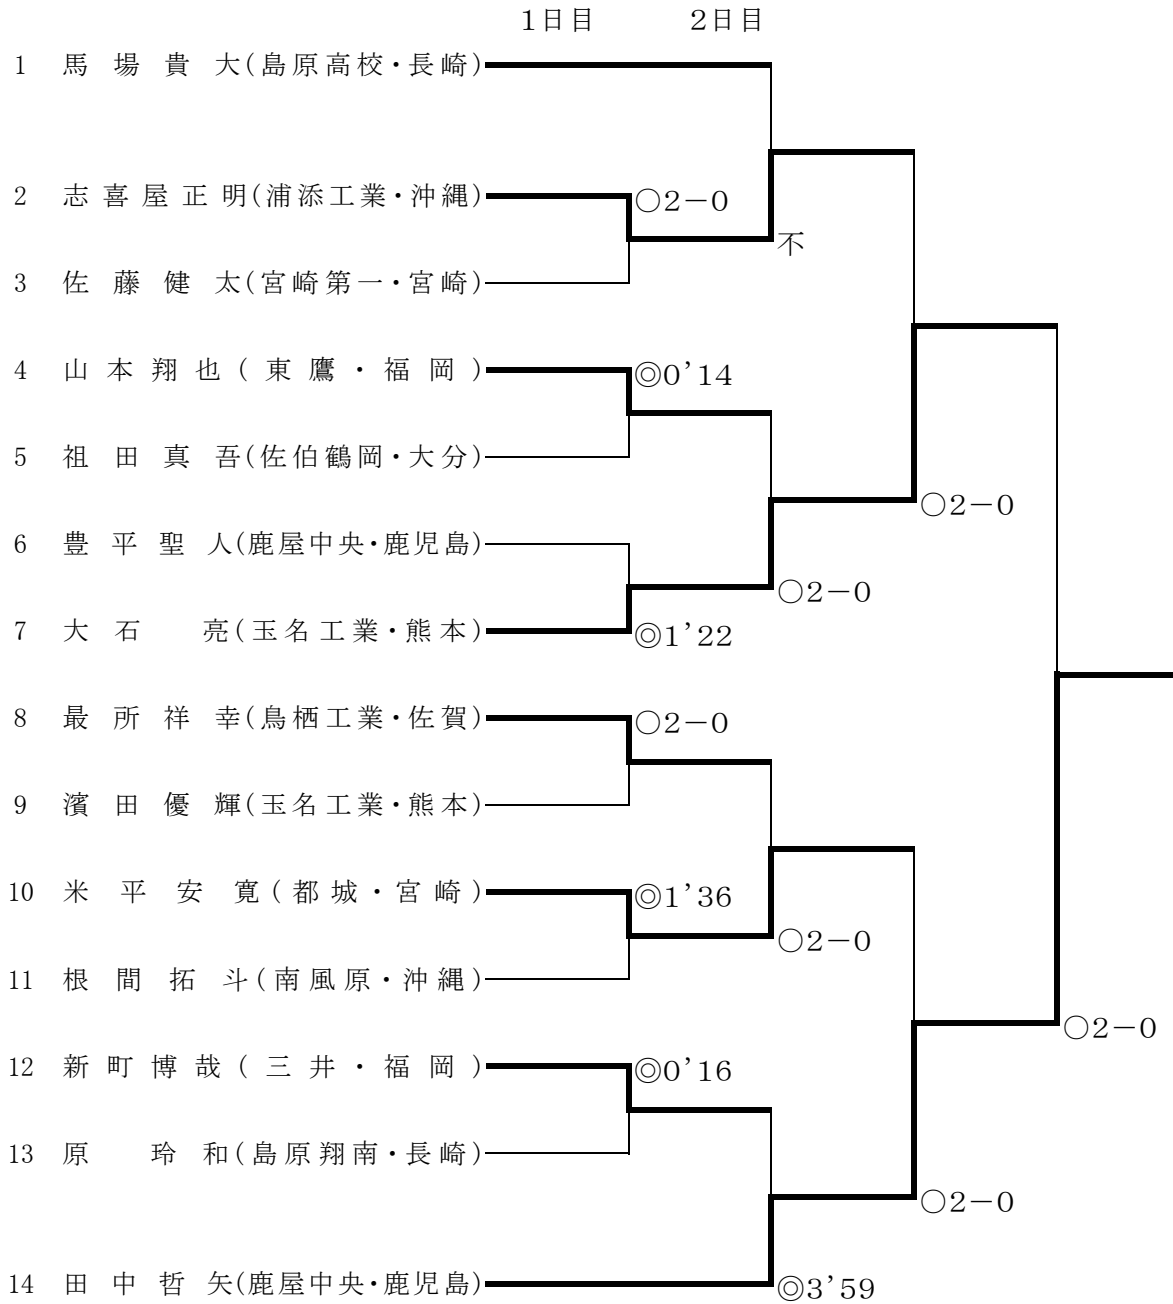 1日目 2日目
1 馬場貴大(島原高校・長崎)
2 志喜屋正明(浦添工業・沖縄) ○2-0
不
3 佐藤健太(宮崎第一・宮崎)
4 山本翔也(東鷹・福岡) ◎0'14
5 祖田真吾(佐伯鶴岡・大分)
○2-0
6 豊平聖人(鹿屋中央・鹿児島)
○2-0
7 大石亮(玉名工業・熊本) ◎1'22
8 最所祥幸(鳥栖工業・佐賀) ○2-0
9 濱田優輝(玉名工業・熊本)
10 米平安寛(都城・宮崎) ◎1'36
○2-0
11 根間拓斗(南風原・沖縄)
○2-0
12 新町博哉(三井・福岡) ◎0'16
13 原玲和(島原翔南・長崎)
○2-0
14 田中哲矢(鹿屋中央・鹿児島) ◎3'59